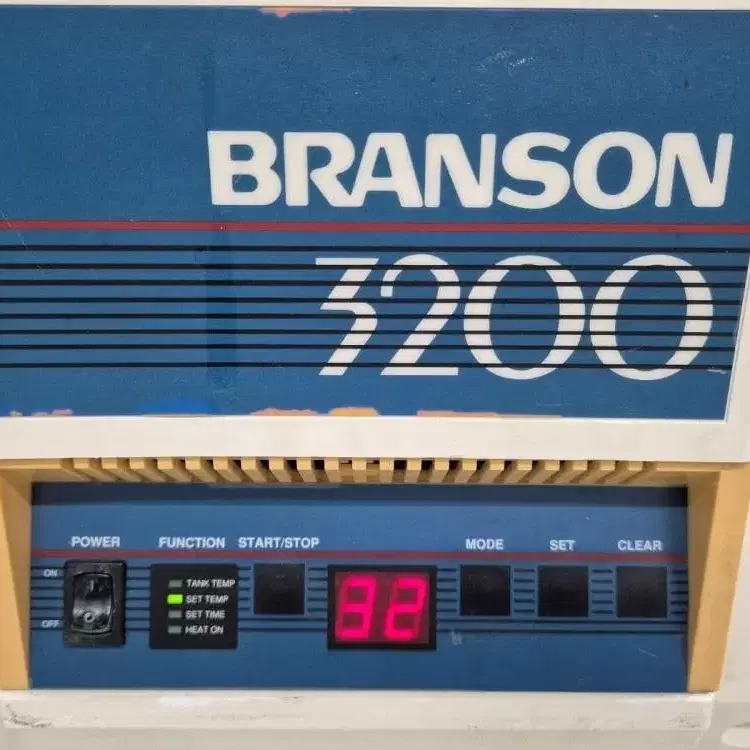 BRANSON
3200
POWER FUNCTION START/STOP MODE SET CLEAR
ON
OFF
TANK TEMP
SET TEMP
SET TIME
HEAT ON